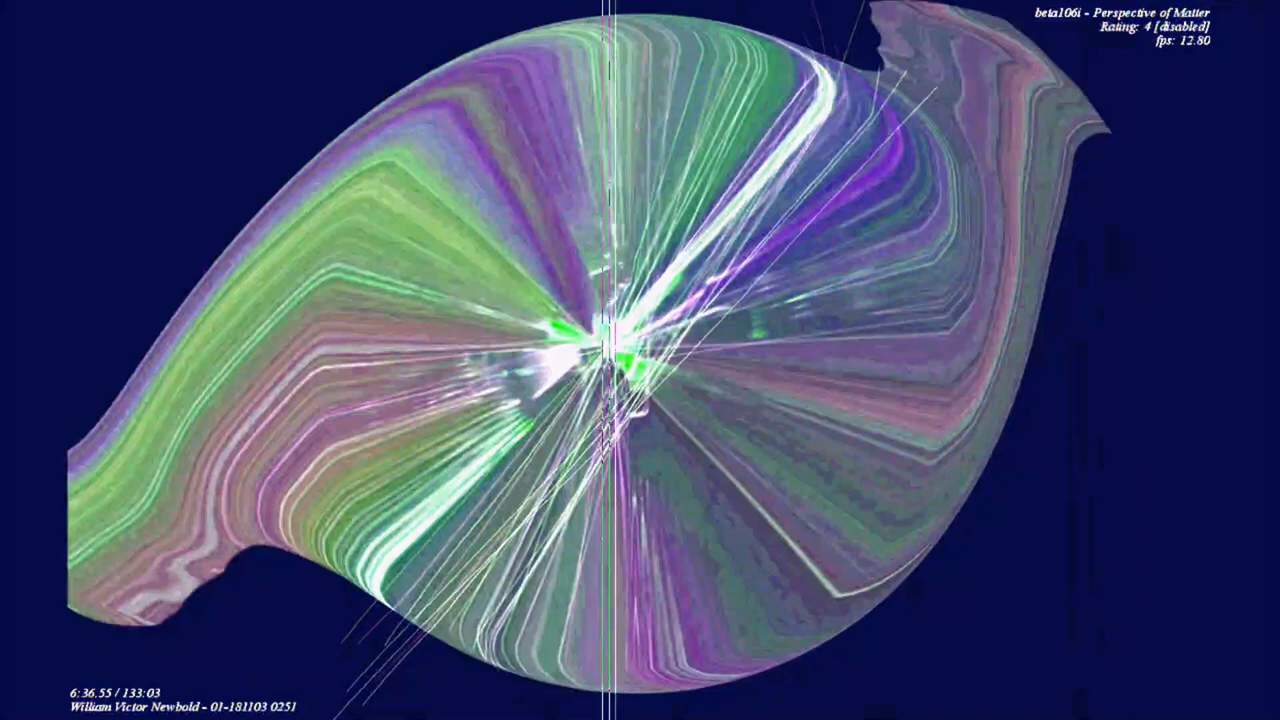 beta106i - Perspective of Matter
Rating: 4 [disabled]
fps: 12.80
6:36.55 / 133:03
William Victor Newbold - 01-181103 0251